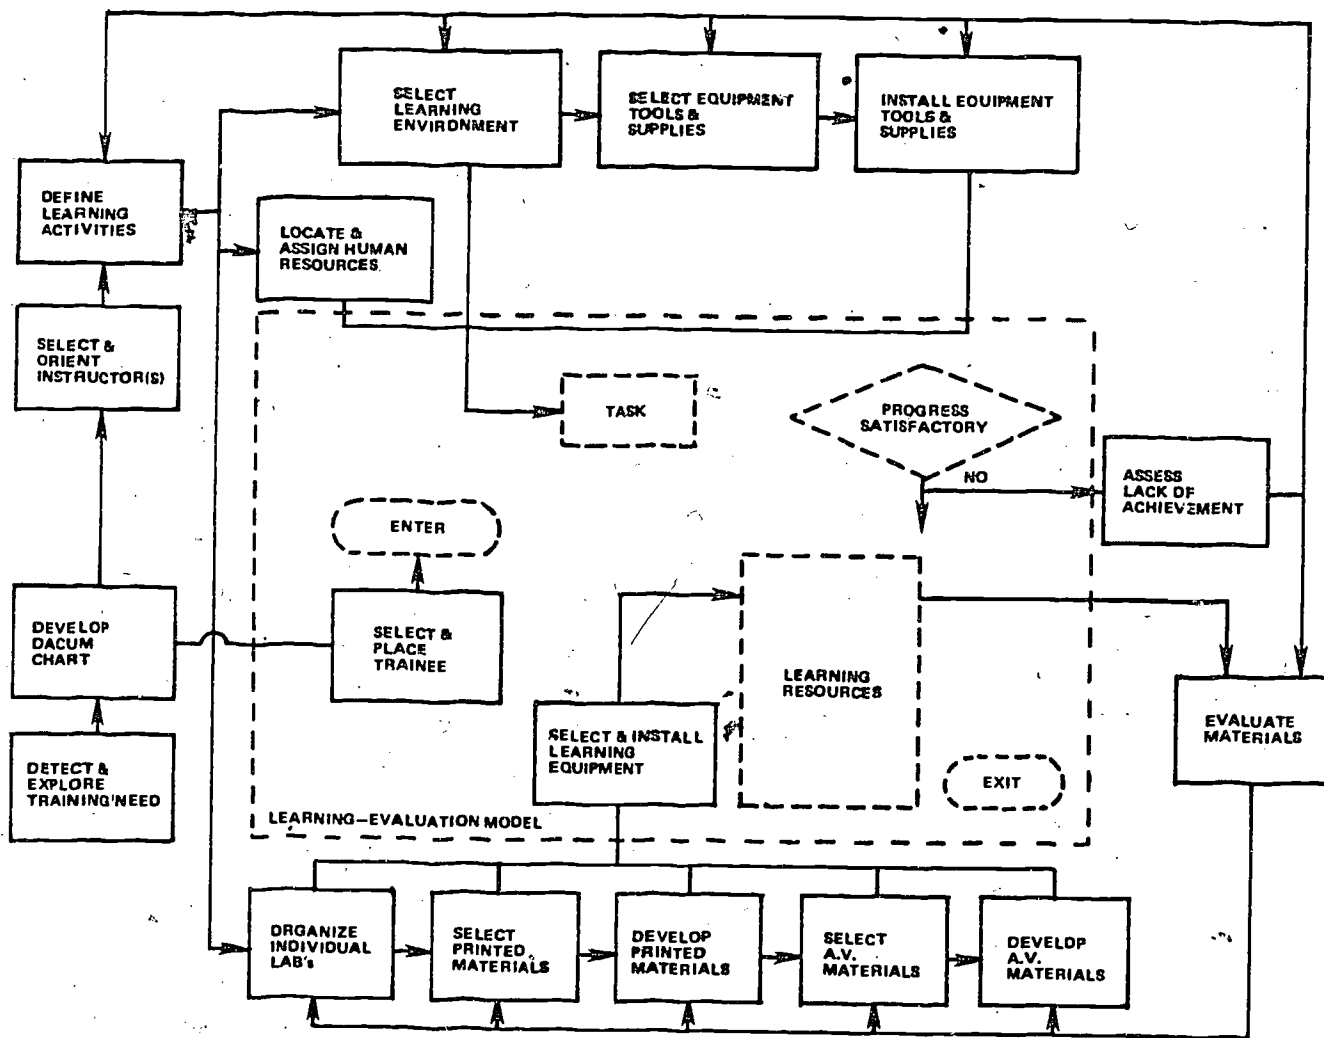 SELECT
LEARNING
ENVIRONMENT
SELECT EQUIPMENT
TOOLS &
SUPPLIES
INSTALL EQUIPMENT
TOOLS &
SUPPLIES
DEFINE
LEARNING
ACTIVITIES
LOCATE &
ASSIGN HUMAN
RESOURCES
SELECT &
ORIENT
INSTRUCTOR(S)
TASK
PROGRESS
SATISFACTORY
NO
ASSESS
LACK OF
ACHIEVEMENT
ENTER
DEVELOP
DACUM
CHART
SELECT &
PLACE
TRAINEE
LEARNING
RESOURCES
SELECT & INSTALL
LEARNING
EQUIPMENT
EVALUATE
MATERIALS
DETECT &
EXPLORE
TRAINING NEED
EXIT
LEARNING—EVALUATION MODEL
ORGANIZE
INDIVIDUAL
LAB's
SELECT
PRINTED
MATERIALS
DEVELOP
PRINTED
MATERIALS
SELECT
A.V.
MATERIALS
DEVELOP
A.V.
MATERIALS